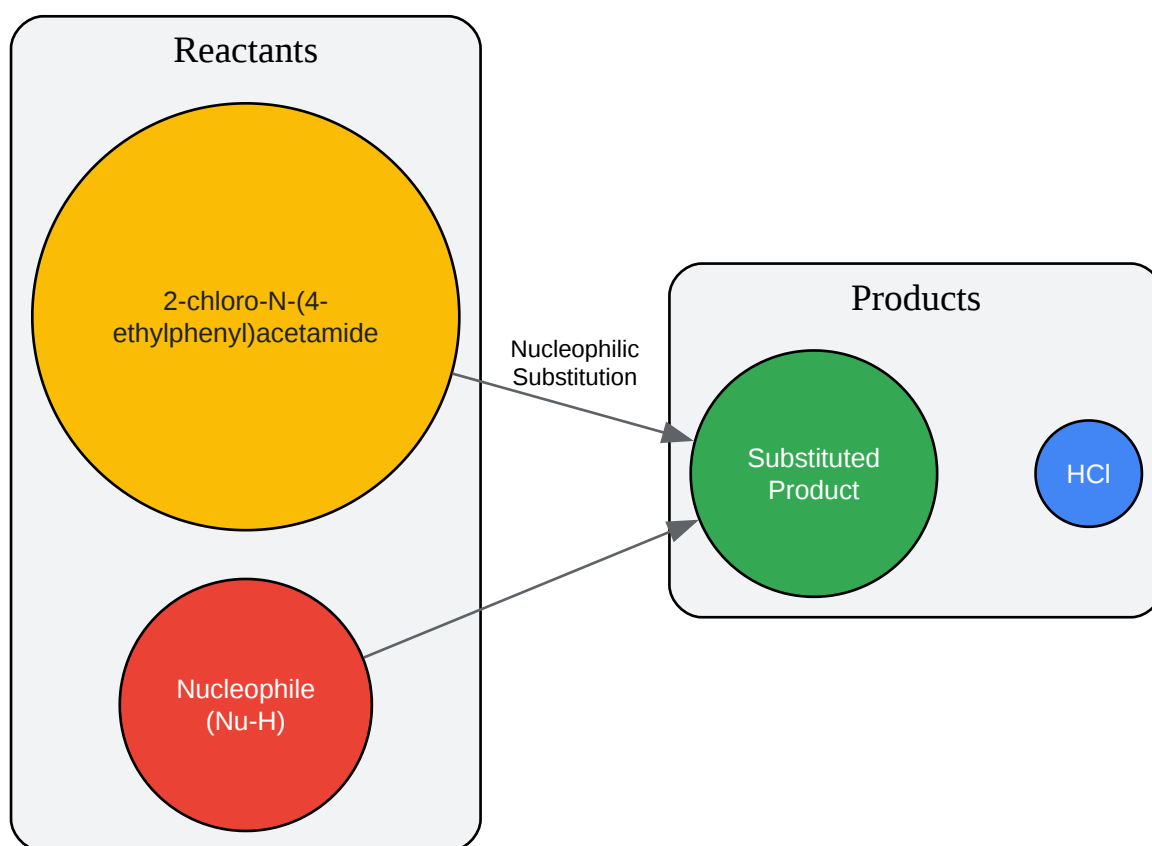 Reactants
2-chloro-N-(4-
ethylphenyl)acetamide
Nucleophilic
Substitution
Products
Substituted
Product
HCl
Nucleophile
(Nu-H)